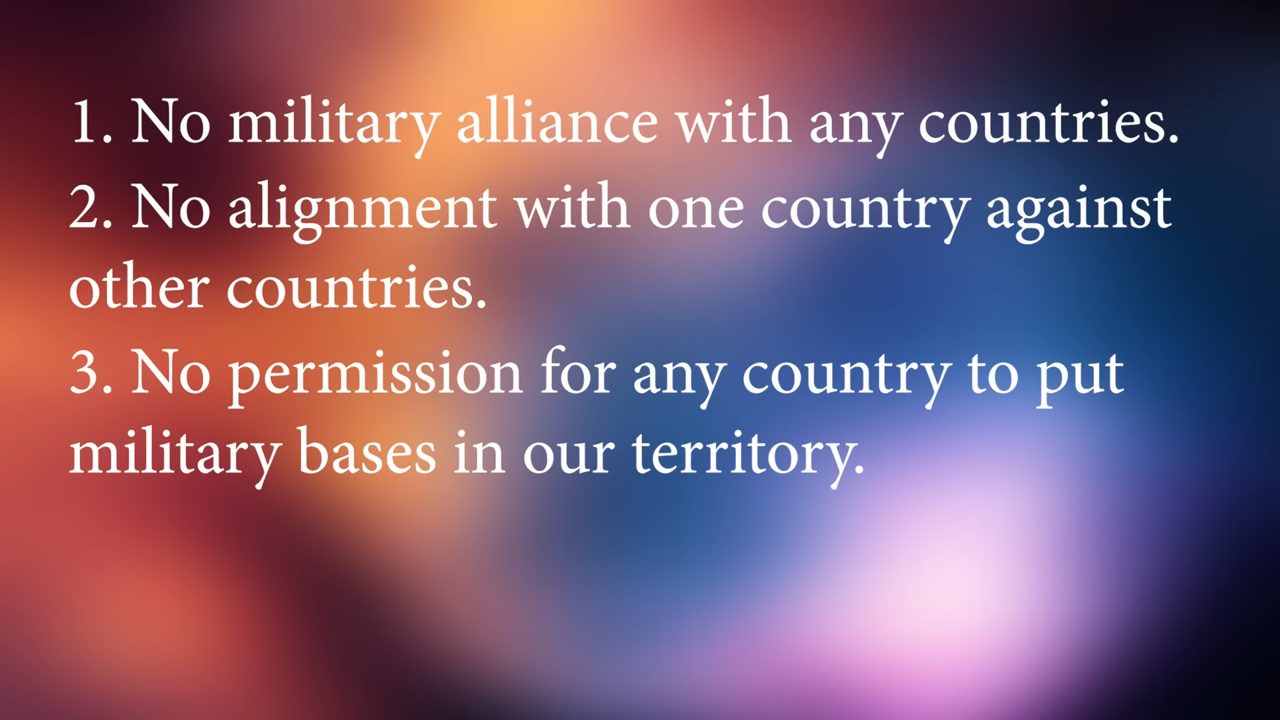 1. No military alliance with any countries.
2. No alignment with one country against
other countries.
3. No permission for any country to put
military bases in our territory.